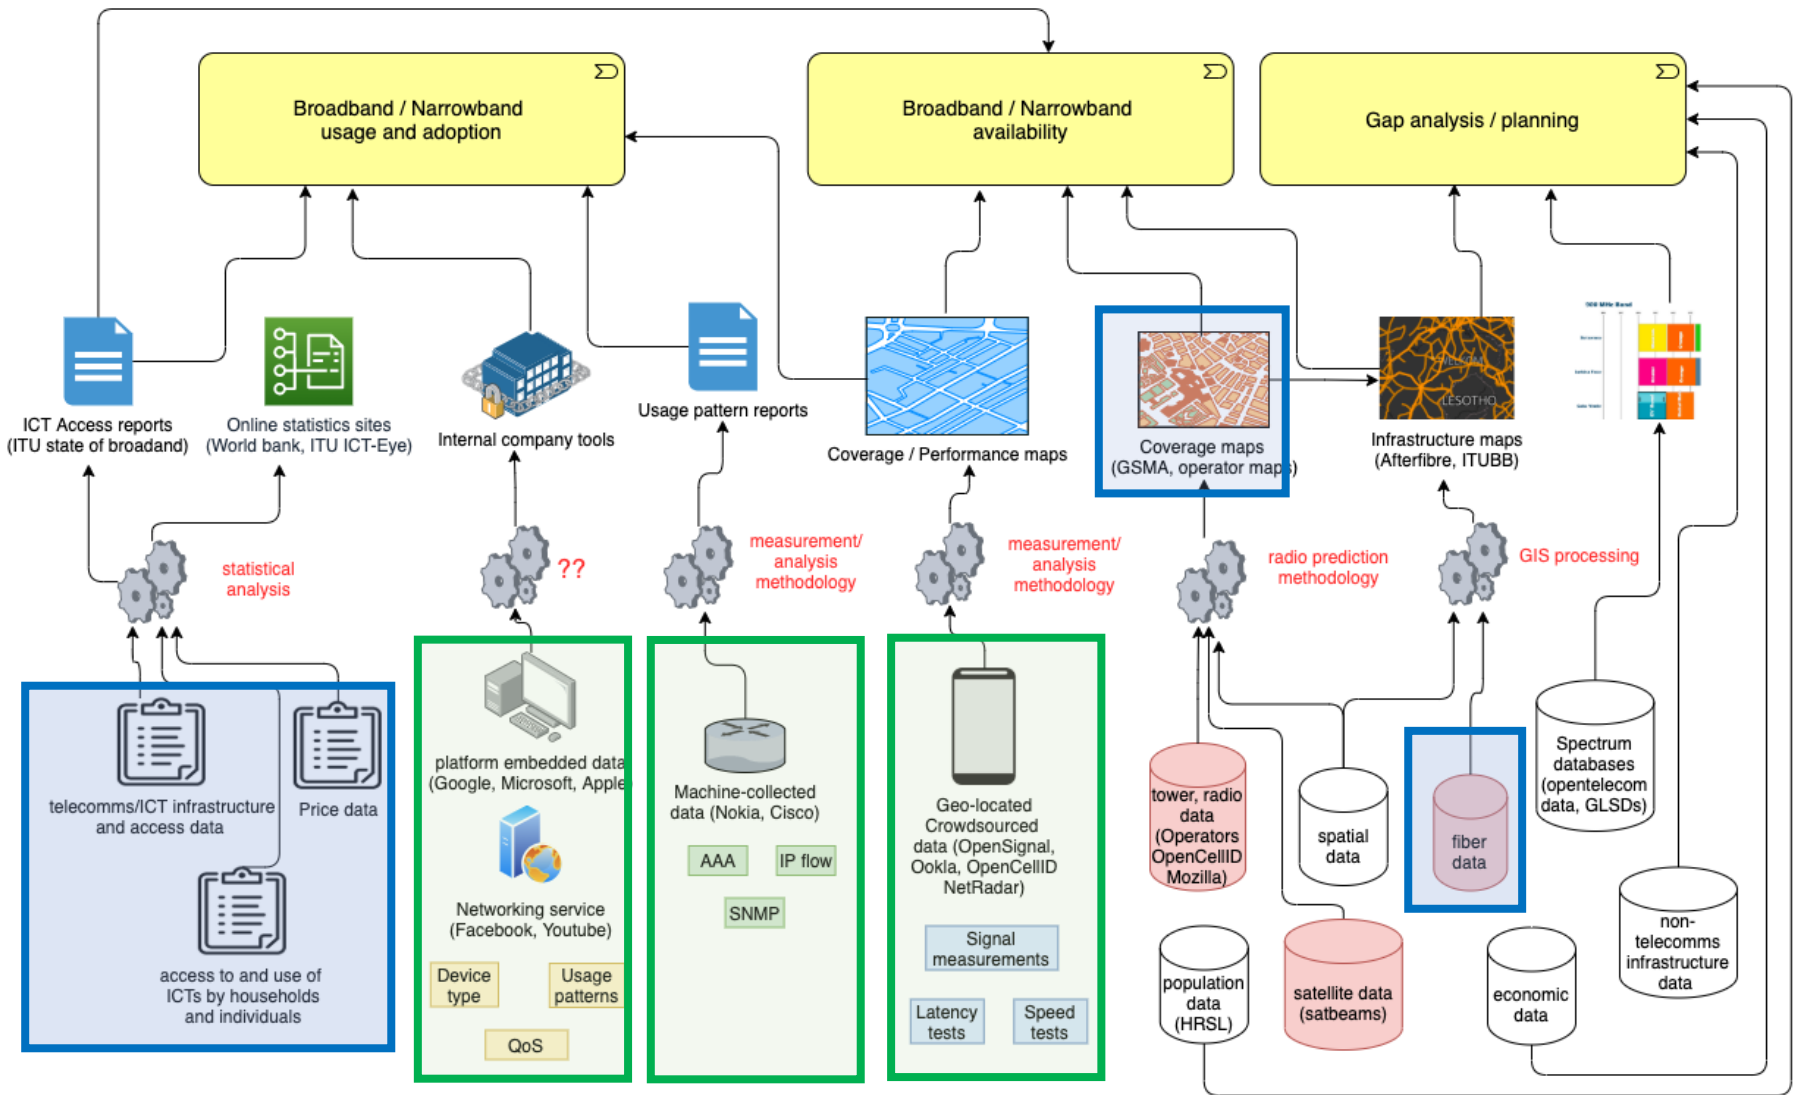 Broadband / Narrowband
usage and adoption
Broadband / Narrowband
availability
Gap analysis / planning
ICT Access reports
(ITU state of broadand)
Online statistics sites
(World bank, ITU ICT-Eye)
Internal company tools
Usage pattern reports
Coverage / Performance maps
Coverage maps
(GSMA, operator maps)
LESOTHO
Infrastructure maps
(Afterfibre, ITUBB)
statistical
analysis
??
measurement/
analysis
methodology
measurement/
analysis
methodology
radio prediction
methodology
GIS processing
telecomms/ICT infrastructure
and access data
Price data
access to and use of
ICTs by households
and individuals
platform embedded data
(Google, Microsoft, Apple)
Networking service
(Facebook, Youtube)
Device
type
Usage
patterns
QoS
Machine-collected
data (Nokia, Cisco)
AAA
IP flow
SNMP
Geo-located
Crowdsourced
data (OpenSignal,
Ookla, OpenCellID
NetRadar)
Signal
measurements
Latency
tests
Speed
tests
tower, radio
data
(Operators
OpenCellID
Mozilla)
spatial
data
fiber
data
Spectrum
databases
(opentelecom
data, GLSDs)
population
data
(HRSL)
satellite data
(satbeams)
economic
data
non-
telecomms
infrastructure
data